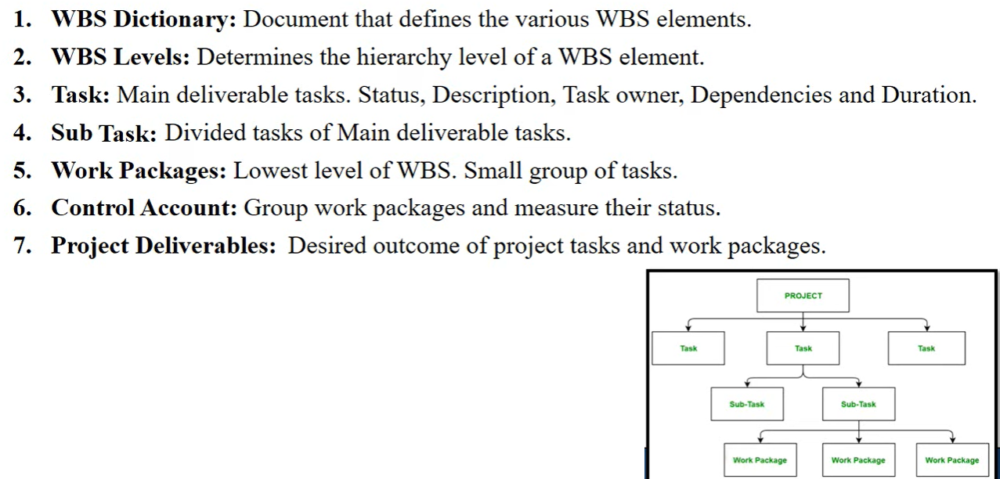 1. WBS Dictionary: Document that defines the various WBS elements.
2. WBS Levels: Determines the hierarchy level of a WBS element.
3. Task: Main deliverable tasks. Status, Description, Task owner, Dependencies and Duration.
4. Sub Task: Divided tasks of Main deliverable tasks.
5. Work Packages: Lowest level of WBS. Small group of tasks.
6. Control Account: Group work packages and measure their status.
7. Project Deliverables: Desired outcome of project tasks and work packages.
PROJECT
Task Task Task
Sub-Task Sub-Task
Work Package Work Package Work Package